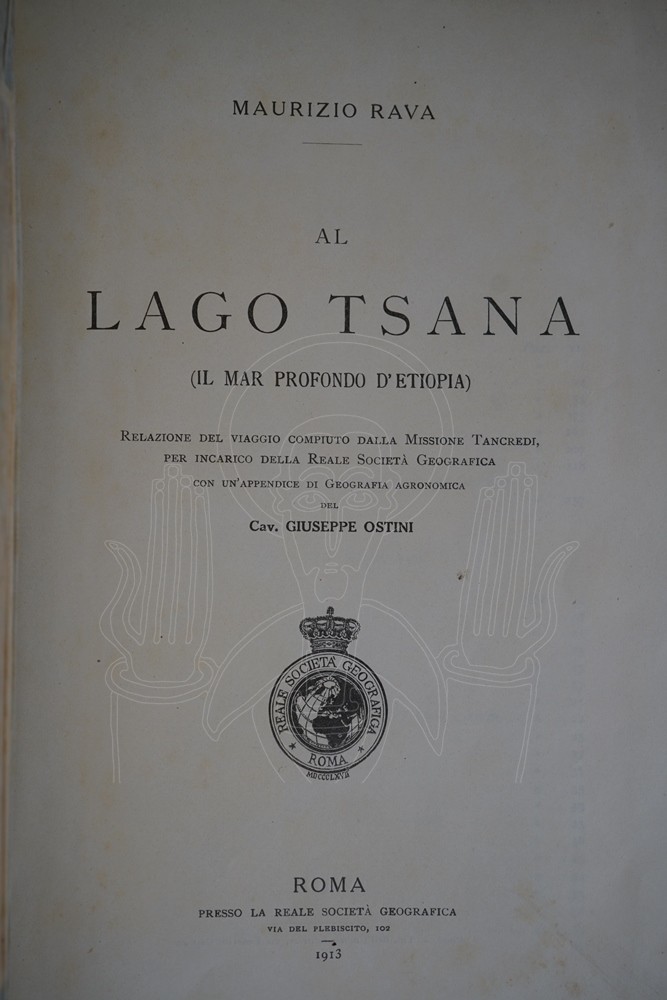 MAURIZIO RAVA
AL
LAGO TSANA
(IL MAR PROFONDO D'ETIOPIA)
RELAZIONE DEL VIAGGIO COMPIUTO DALLA MISSIONE TANCREDI,
PER INCARICO DELLA REALE SOCIETÀ GEOGRAFICA
CON UN'APPENDICE DI GEOGRAFIA AGRONOMICA
DEL
Cav. GIUSEPPE OSTINI
REALE SOCIETÀ GEOGRAFICA
ROMA
MDCCCLXVII
ROMA
PRESSO LA REALE SOCIETÀ GEOGRAFICA
VIA DEL PLEBISCITO, 102
1913